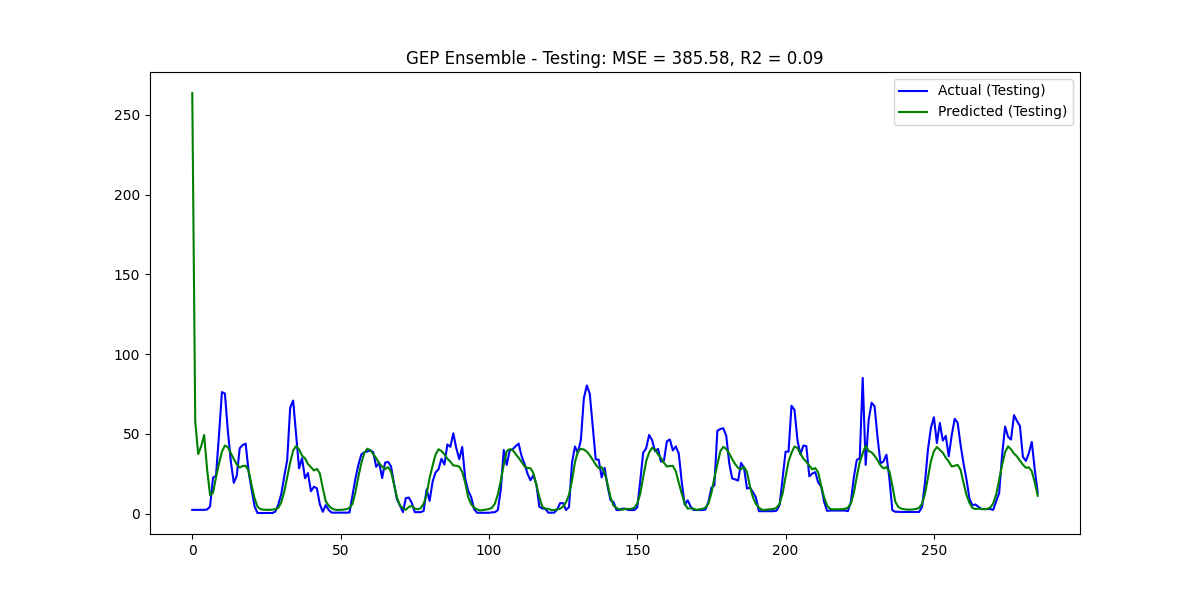 GEP Ensemble - Testing: MSE = 385.58, R2 = 0.09
Actual (Testing)
Predicted (Testing)
250
200
150
100
50
0
0 50 100 150 200 250